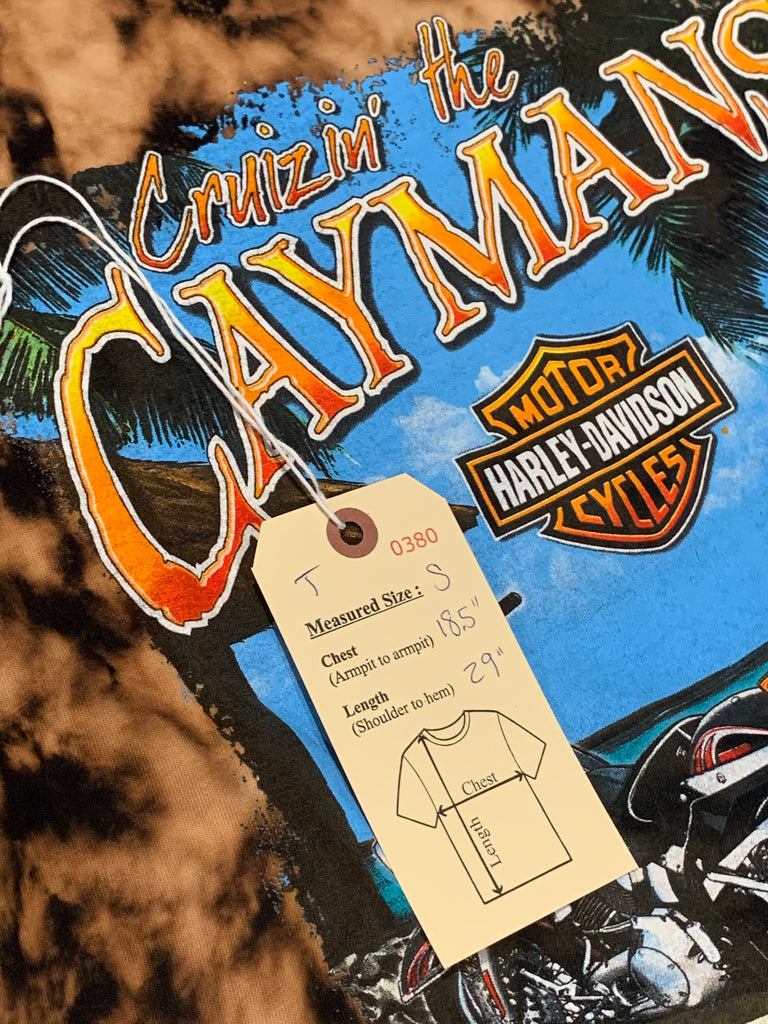 Cruizin' the
CAYMANS
MOTOR
HARLEY-DAVIDSON
CYCLES
0380
T S
Measured Size :
Chest
(Armpit to armpit) 18.5"
Length
(Shoulder to hem) 29"
Chest
Length